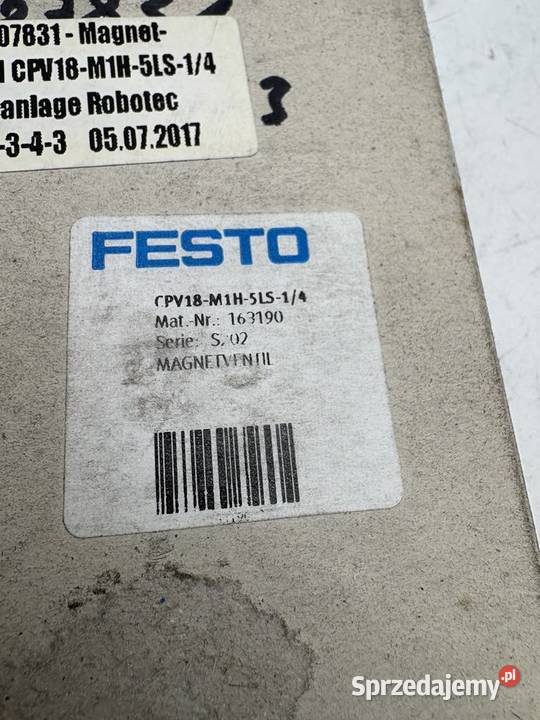 07831 - Magnet-
CPV18-M1H-5LS-1/4
anlage Robotec
-3-4-3 05.07.2017
3
FESTO
CPV18-M1H-5LS-1/4
Mat.-Nr.: 163190
Serie: S/02
MAGNETVENTIL
Sprzedajemy.pl